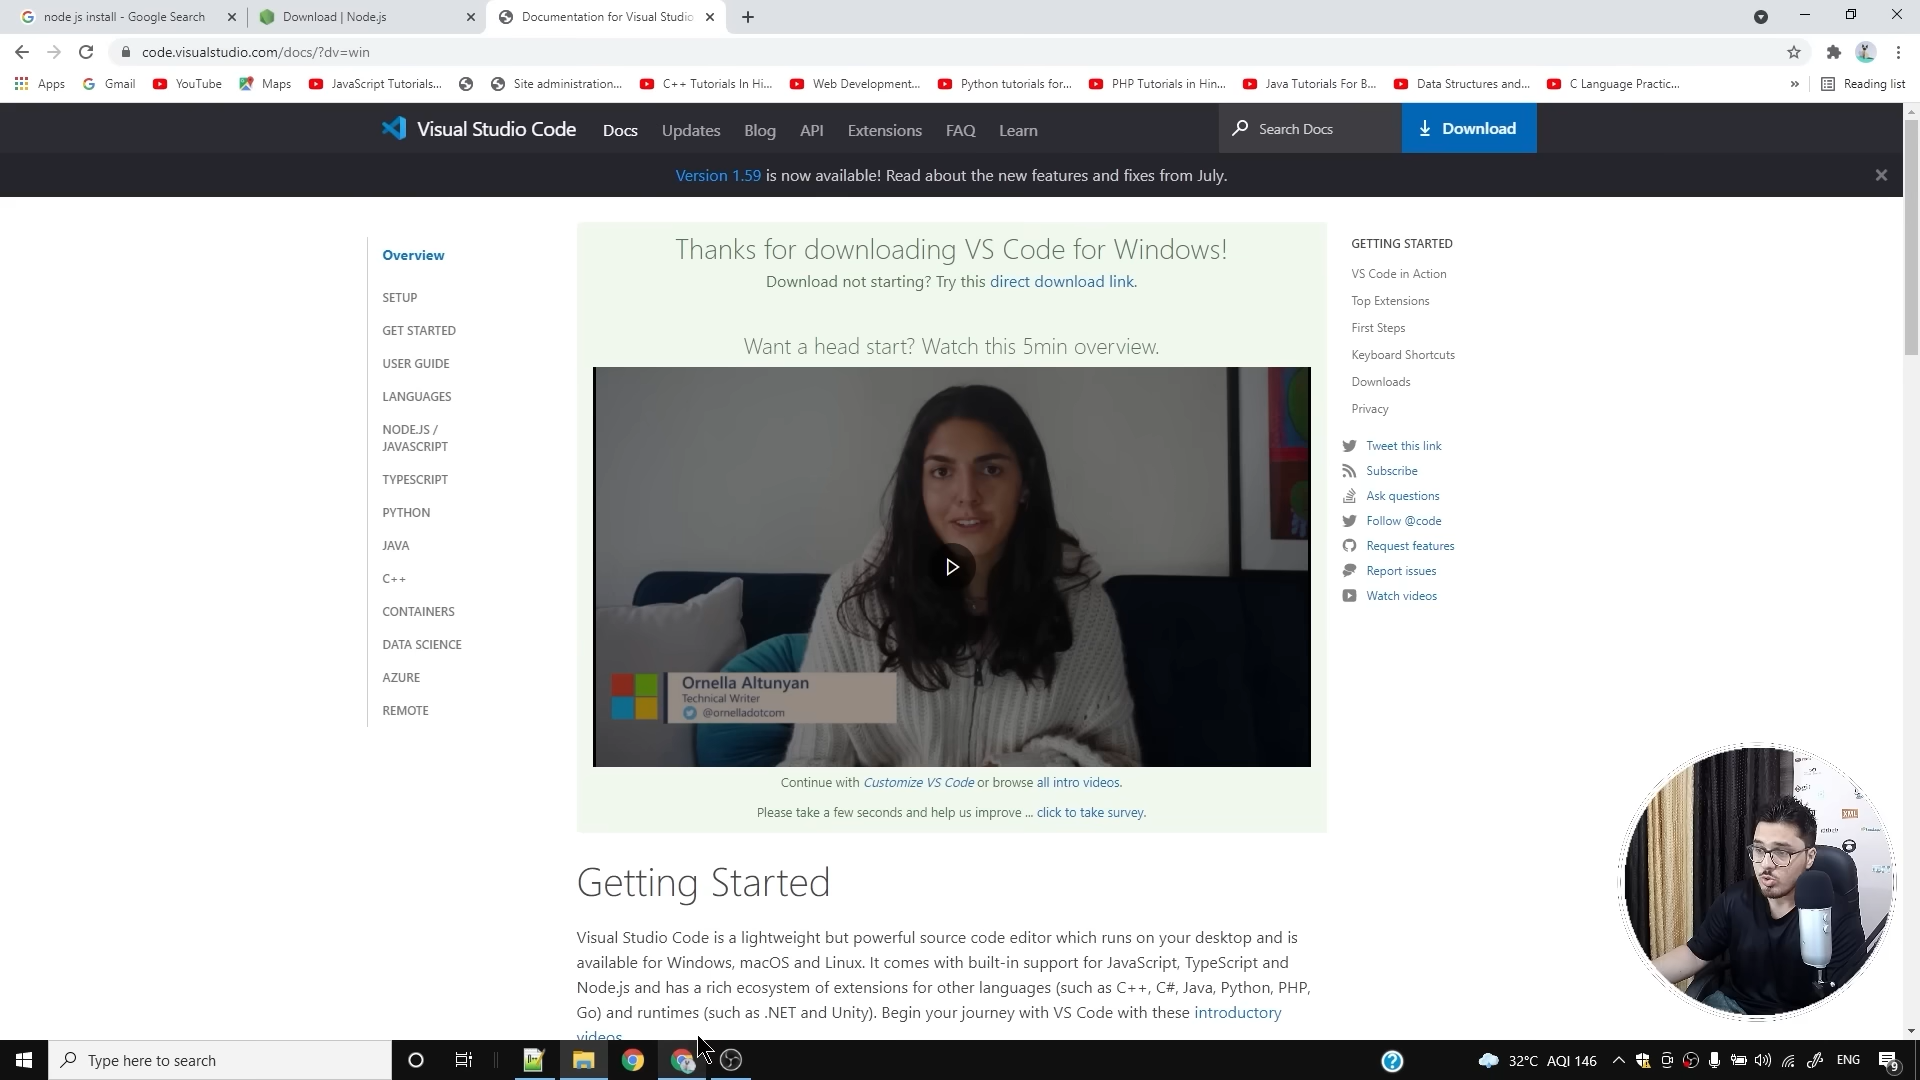 node js install - Google Search
Download | Node.js
Documentation for Visual Studio
code.visualstudio.com/docs/?dv=win
Apps
Gmail
YouTube
Maps
JavaScript Tutorials...
Site administration...
C++ Tutorials In Hi...
Web Development...
Python tutorials for...
PHP Tutorials in Hin...
Java Tutorials For B...
Data Structures and...
C Language Practic...
»
Reading list
Visual Studio Code
Docs
Updates
Blog
API
Extensions
FAQ
Learn
Search Docs
Download
Version 1.59 is now available! Read about the new features and fixes from July.
Overview
SETUP
GET STARTED
USER GUIDE
LANGUAGES
NODE.JS /
JAVASCRIPT
TYPESCRIPT
PYTHON
JAVA
C++
CONTAINERS
DATA SCIENCE
AZURE
REMOTE
Thanks for downloading VS Code for Windows!
Download not starting? Try this direct download link.
Want a head start? Watch this 5min overview.
Ornella Altunyan
Technical Writer
@ornelladotcom
Continue with Customize VS Code or browse all intro videos.
Please take a few seconds and help us improve ... click to take survey.
GETTING STARTED
VS Code in Action
Top Extensions
First Steps
Keyboard Shortcuts
Downloads
Privacy
Tweet this link
Subscribe
Ask questions
Follow @code
Request features
Report issues
Watch videos
Getting Started
Visual Studio Code is a lightweight but powerful source code editor which runs on your desktop and is
available for Windows, macOS and Linux. It comes with built-in support for JavaScript, TypeScript and
Node.js and has a rich ecosystem of extensions for other languages (such as C++, C#, Java, Python, PHP,
Go) and runtimes (such as .NET and Unity). Begin your journey with VS Code with these introductory
videos.
XML
Type here to search
32°C AQI 146
ENG
9